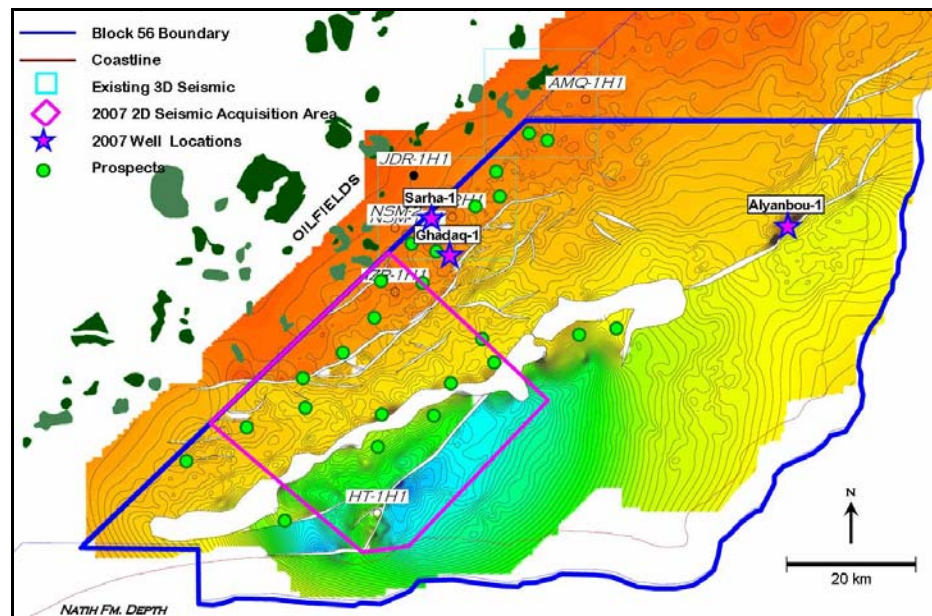 Block 56 Boundary
Coastline
Existing 3D Seismic
2007 2D Seismic Acquisition Area
2007 Well Locations
Prospects
OILFIELDS
AMQ-1H1
JDR-1H1
Sarha-1
Alyanbou-1
Ghadaq-1
HT-1H1
N
20 km
NATIH FM. DEPTH